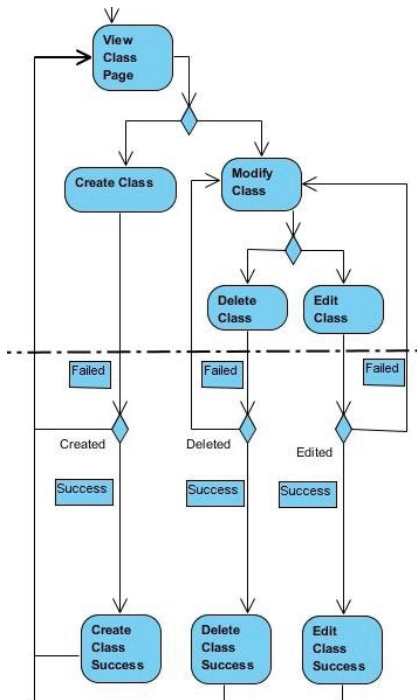 View
Class
Page
Create Class
Modify
Class
Delete
Class
Edit
Class
Failed
Failed
Failed
Created
Deleted
Edited
Success
Success
Success
Create
Class
Success
Delete
Class
Success
Edit
Class
Success